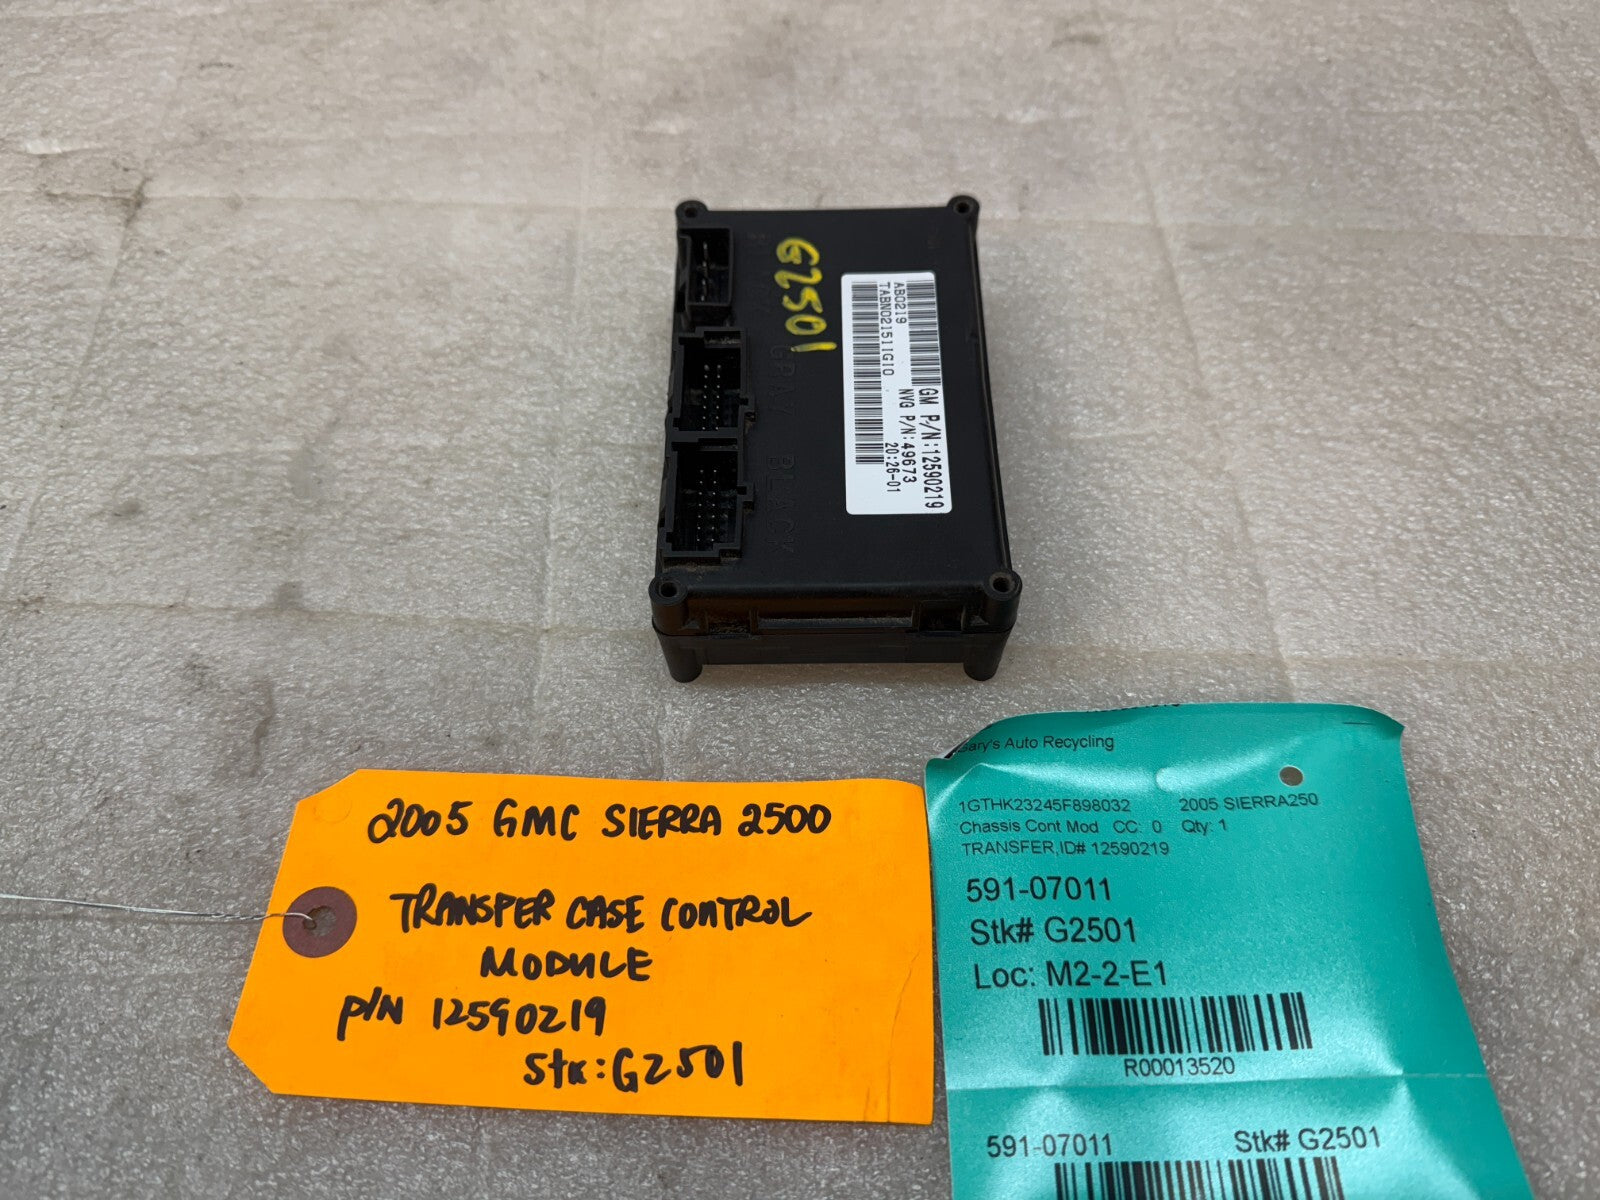 G2501
GRAY BLACK
GM P/N:12590219
AB0219 NVG P/N:49673
TABN021511G10 20:26-01
2005 GMC SIERRA 2500
TRANSFER CASE CONTROL
MODULE
P/N 12590219
Stk:G2501
Gary's Auto Recycling
1GTHK23245F898032 2005 SIERRA250
Chassis Cont Mod CC: 0 Qty: 1
TRANSFER,ID# 12590219
591-07011
Stk# G2501
Loc: M2-2-E1
R00013520
591-07011 Stk# G2501